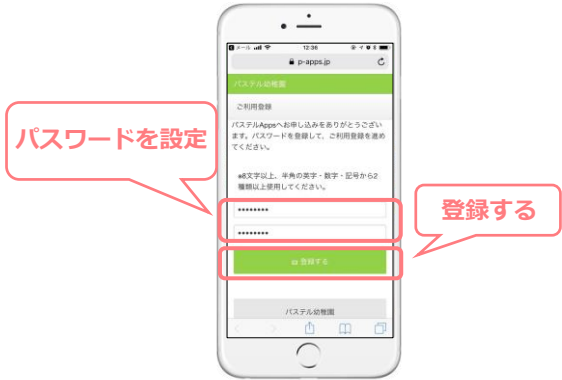 メール 12:36
p-apps.jp
パステル幼稚園
ご利用登録
パステルAppsへお申し込みをありがとうござい
ます。パスワードを登録して、ご利用登録を進め
てください。
パスワードを設定
※8文字以上、半角の英字・数字・記号から2
種類以上使用してください。
********
********
登録する
登録する
パステル幼稚園